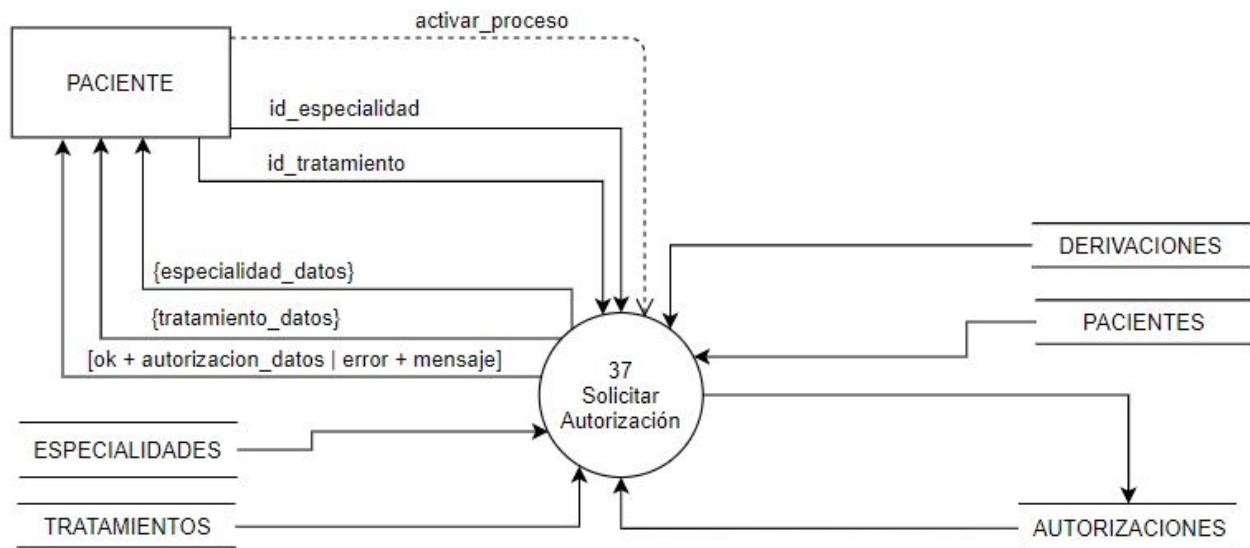 activar_proceso
PACIENTE
id_especialidad
id_tratamiento
DERIVACIONES
{especialidad_datos}
{tratamiento_datos}
PACIENTES
[ok + autorizacion_datos | error + mensaje]
37
Solicitar
Autorización
ESPECIALIDADES
TRATAMIENTOS
AUTORIZACIONES